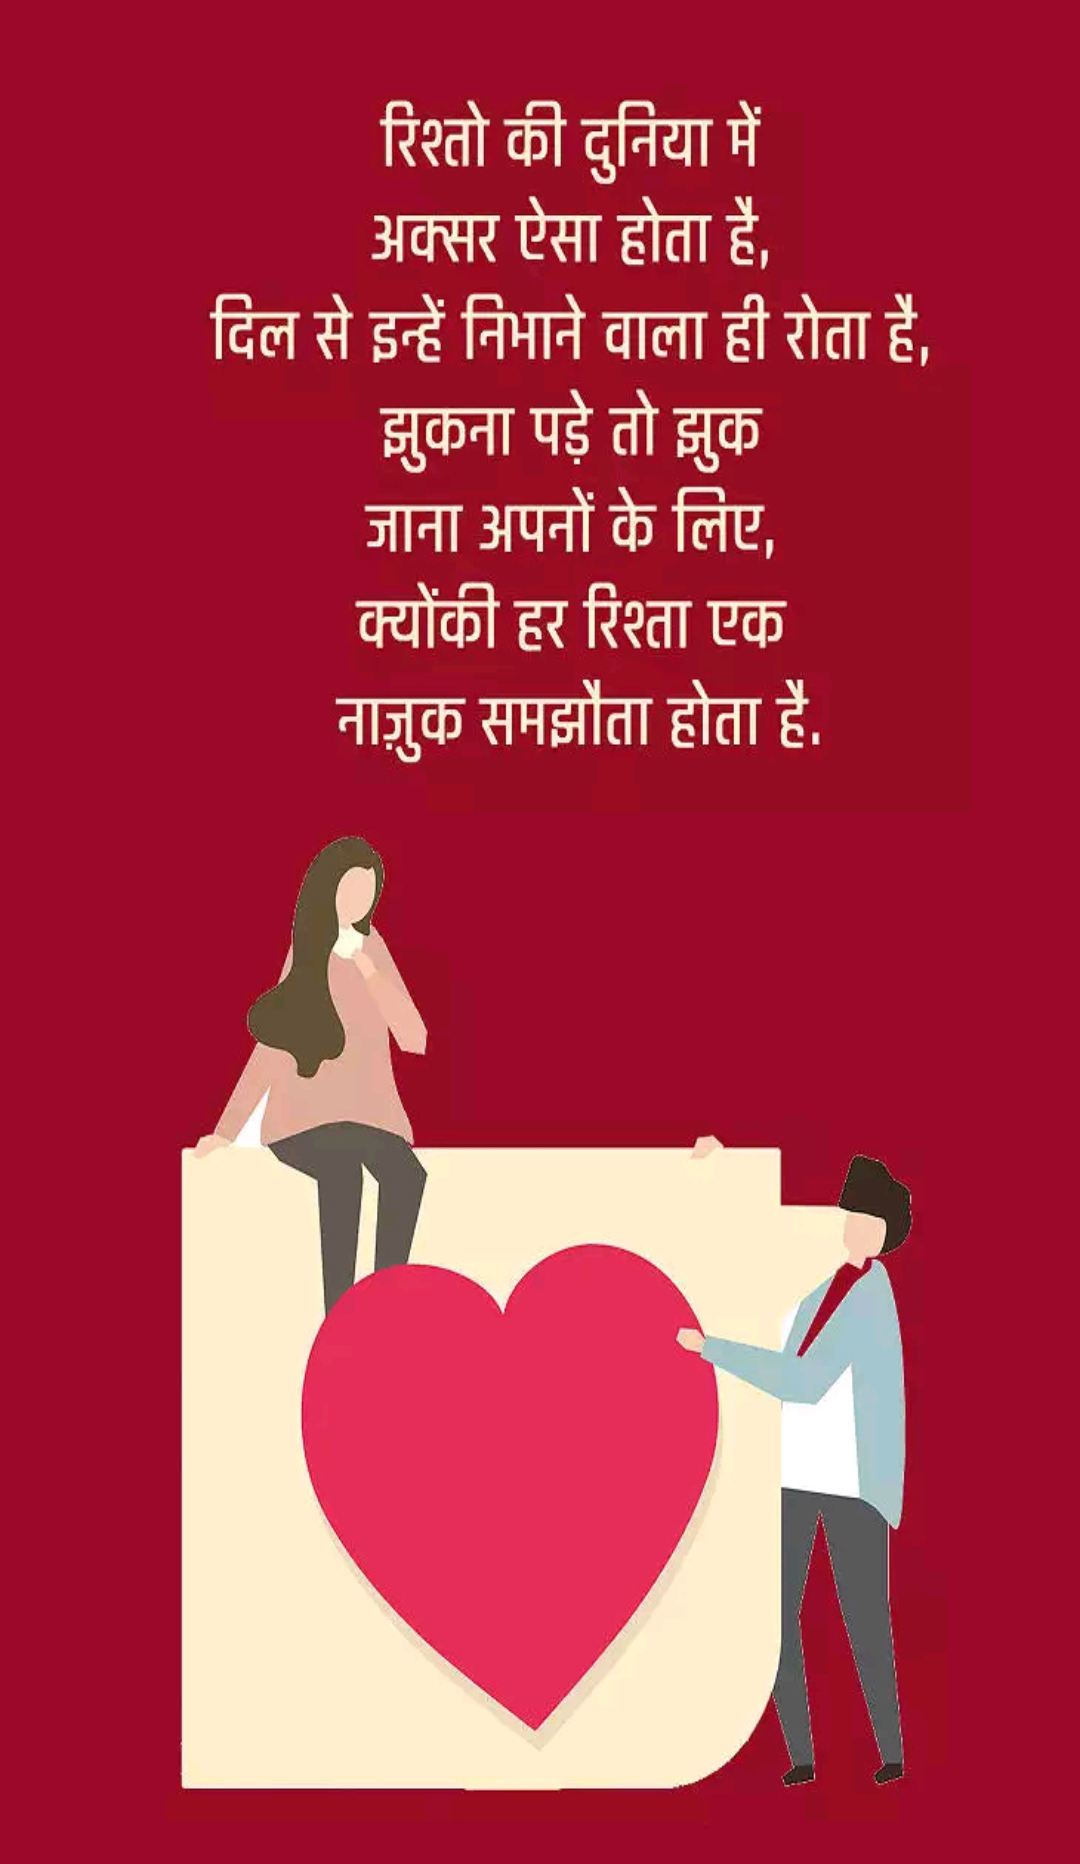 रिश्तो की दुनिया में
अक्सर ऐसा होता है,
दिल से इन्हें निभाने वाला ही रोता है,
झुकना पड़े तो झुक
जाना अपनों के लिए,
क्योंकी हर रिश्ता एक
नाज़ुक समझौता होता है.